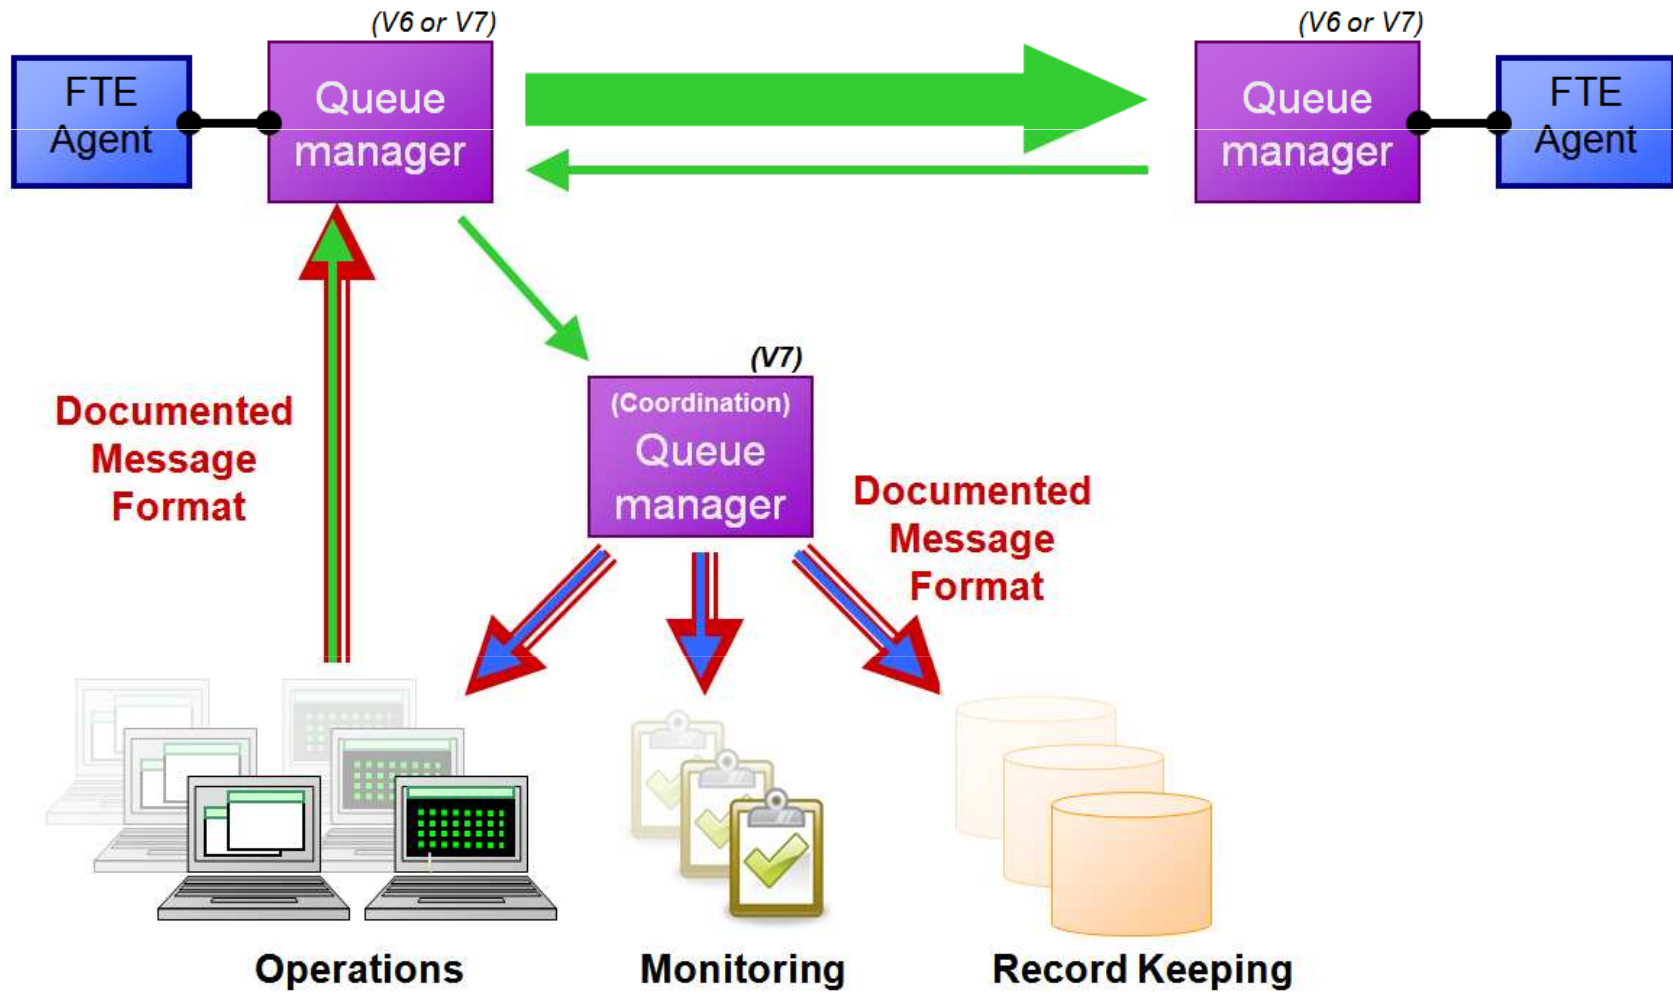 (V6 or V7)
(V6 or V7)
FTE
Agent
Queue
manager
Queue
manager
FTE
Agent
(V7)
(Coordination)
Queue
manager
Documented
Message
Format
Documented
Message
Format
Operations
Monitoring
Record Keeping